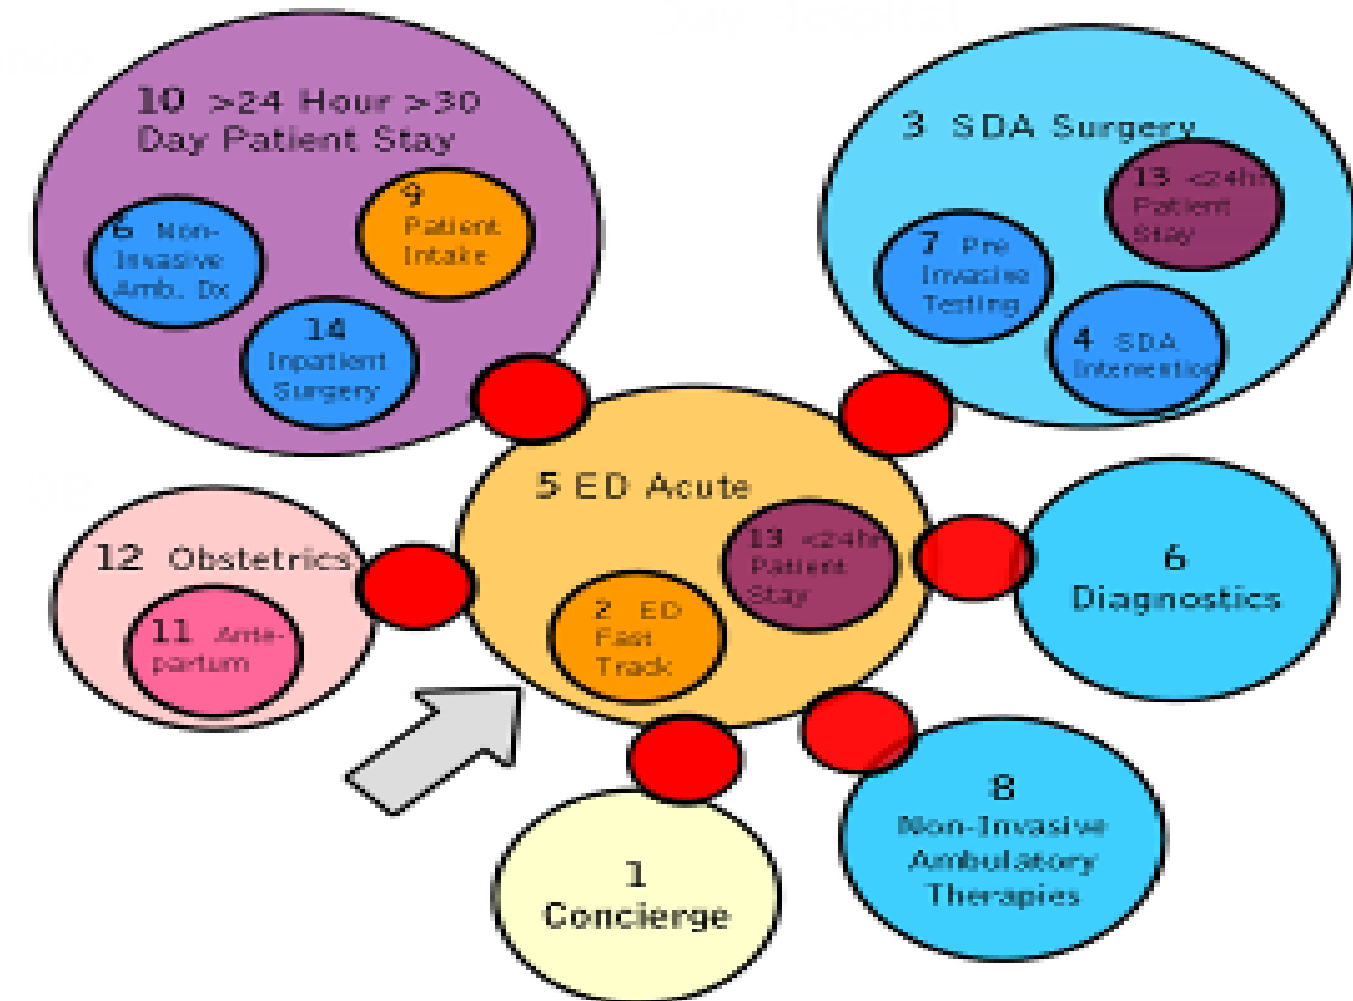 10 >24 Hour >30
Day Patient Stay
9
Patient
Intake
6 Non-
Invasive
Amb. Dx
14
Inpatient
Surgery
3 SDA Surgery
13 <24hr
Patient
Stay
7 Pre
Invasive
Testing
4 SDA
Intervention
5 ED Acute
13 <24hr
Patient
Stay
2 ED
Fast
Track
12 Obstetrics
11 Ante-
partum
6
Diagnostics
8
Non-Invasive
Ambulatory
Therapies
1
Concierge